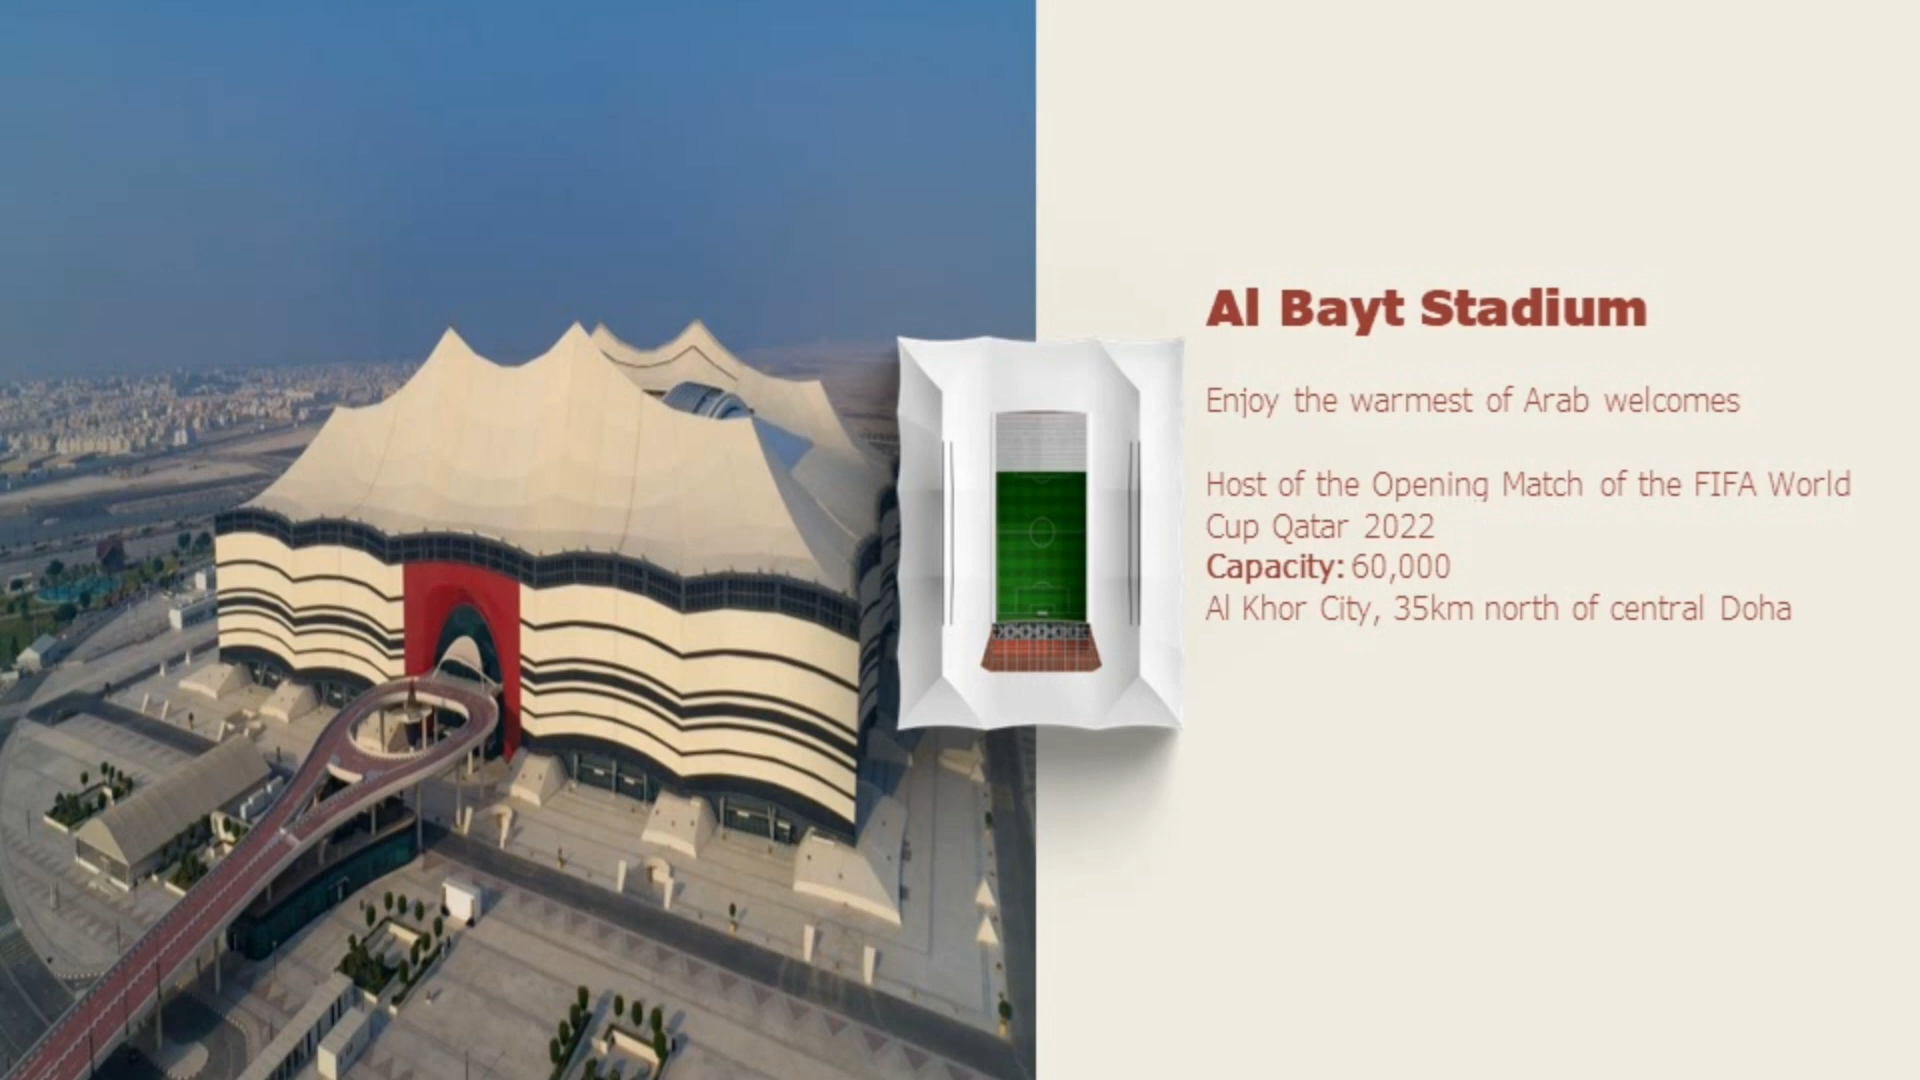 Al Bayt Stadium
Enjoy the warmest of Arab welcomes
Host of the Opening Match of the FIFA World
Cup Qatar 2022
Capacity: 60,000
Al Khor City, 35km north of central Doha